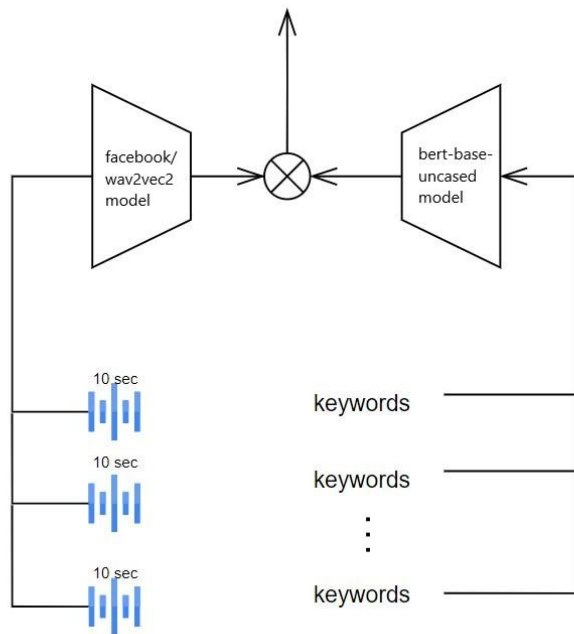 facebook/
wav2vec2
model
bert-base-
uncased
model
10 sec
keywords
10 sec
keywords
10 sec
keywords